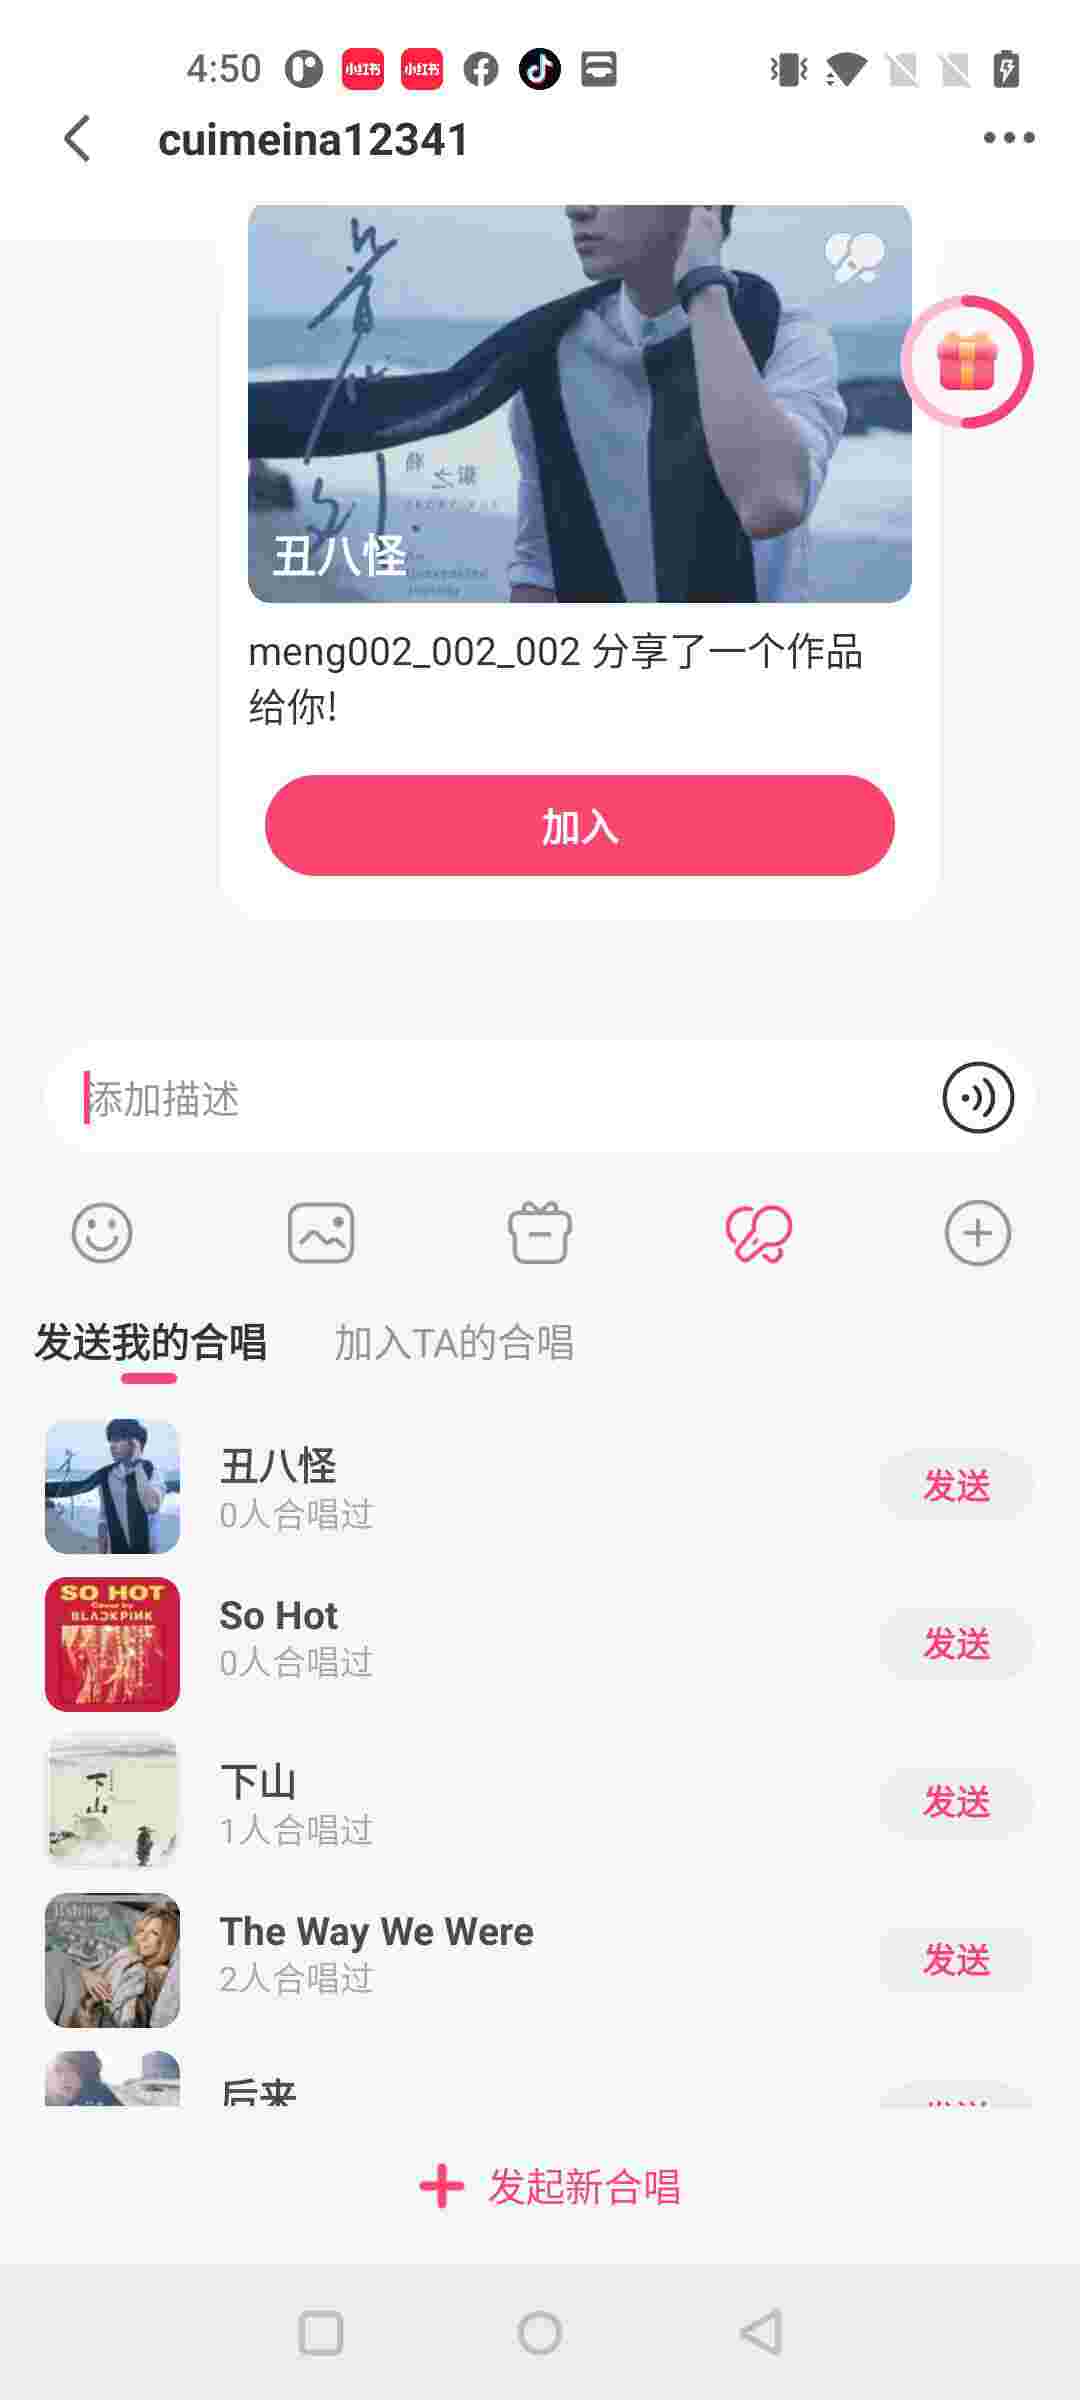 4:50
小红书
小红书
cuimeina12341
丑八怪
meng002_002_002 分享了一个作品
给你!
加入
添加描述
发送我的合唱
加入TA的合唱
丑八怪
0人合唱过
发送
SO HOT
BLACKPINK
So Hot
0人合唱过
发送
下山
下山
1人合唱过
发送
The Way We Were
2人合唱过
发送
后来
发送
发起新合唱